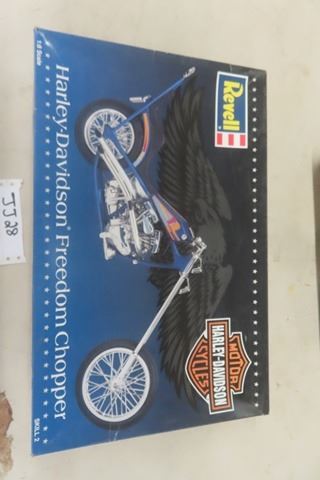 1:8 Scale
Revell
Harley-Davidson® Freedom Chopper
MOTOR
HARLEY-DAVIDSON
CYCLES
SKILL 2
JJ28